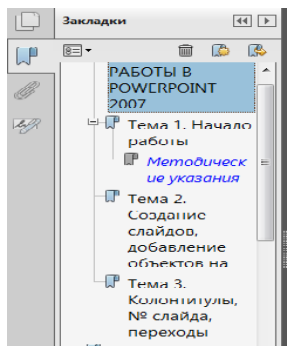 Закладки
РАБОТЫ В
POWERPOINT
2007
Тема 1. Начало
работы
Методическ
ие указания
Тема 2.
Создание
слайдов,
добавление
объектов на
Тема 3.
Колонтитулы,
№ слайда,
переходы